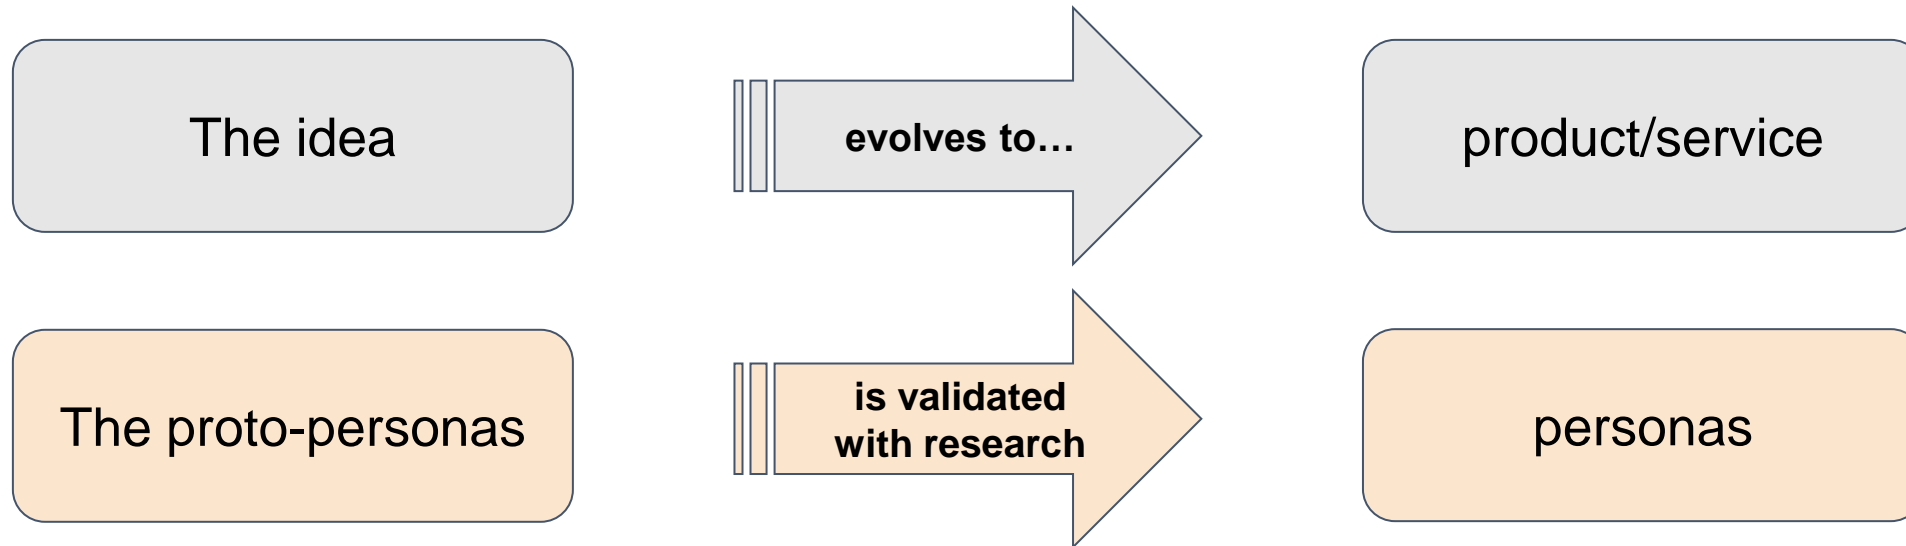 The idea
evolves to…
product/service
The proto-personas
is validated
with research
personas